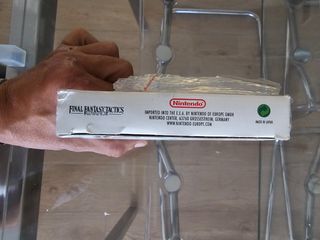 FINAL FANTASY TACTICS
Nintendo
IMPORTED INTO THE E.E.A. BY NINTENDO OF EUROPE GMBH
NINTENDO CENTER, 63760 GROSSOSTHEIM, GERMANY
WWW.NINTENDO-EUROPE.COM
MADE IN JAPAN